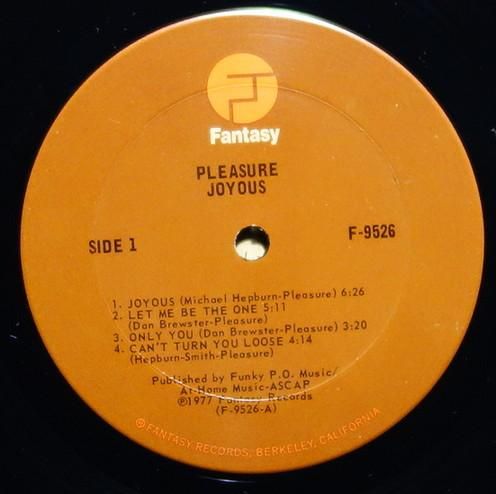 Fantasy
PLEASURE
JOYOUS
SIDE 1
F-9526
1. JOYOUS (Michael Hepburn-Pleasure) 6:26
2. LET ME BE THE ONE 5:11
(Dan Brewster-Pleasure)
3. ONLY YOU (Dan Brewster-Pleasure) 3:20
4. CAN'T TURN YOU LOOSE 4:14
(Hepburn-Smith-Pleasure)
Published by Funky P.O. Music/
At-Home Music-ASCAP
℗1977 Fantasy Records
(F-9526-A)
℗FANTASY RECORDS, BERKELEY, CALIFORNIA